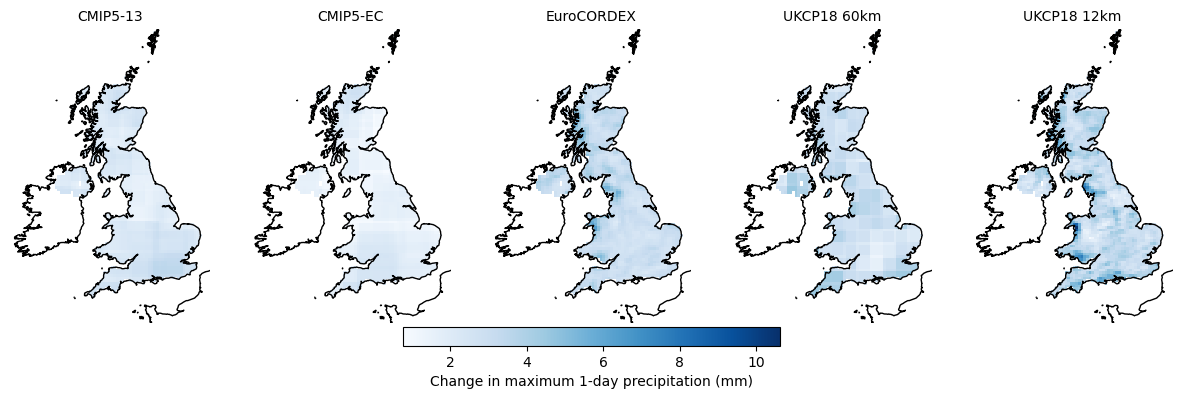 CMIP5-13
CMIP5-EC
EuroCORDEX
UKCP18 60km
UKCP18 12km
2 4 6 8 10
Change in maximum 1-day precipitation (mm)